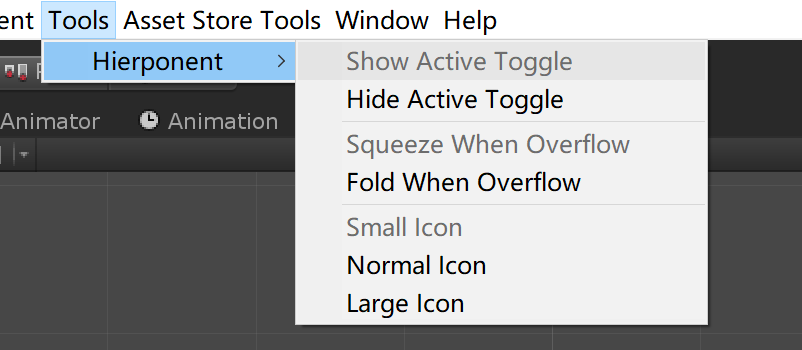 ent Tools Asset Store Tools Window Help
Hierponent
Show Active Toggle
Hide Active Toggle
Animator Animation
Squeeze When Overflow
Fold When Overflow
Small Icon
Normal Icon
Large Icon